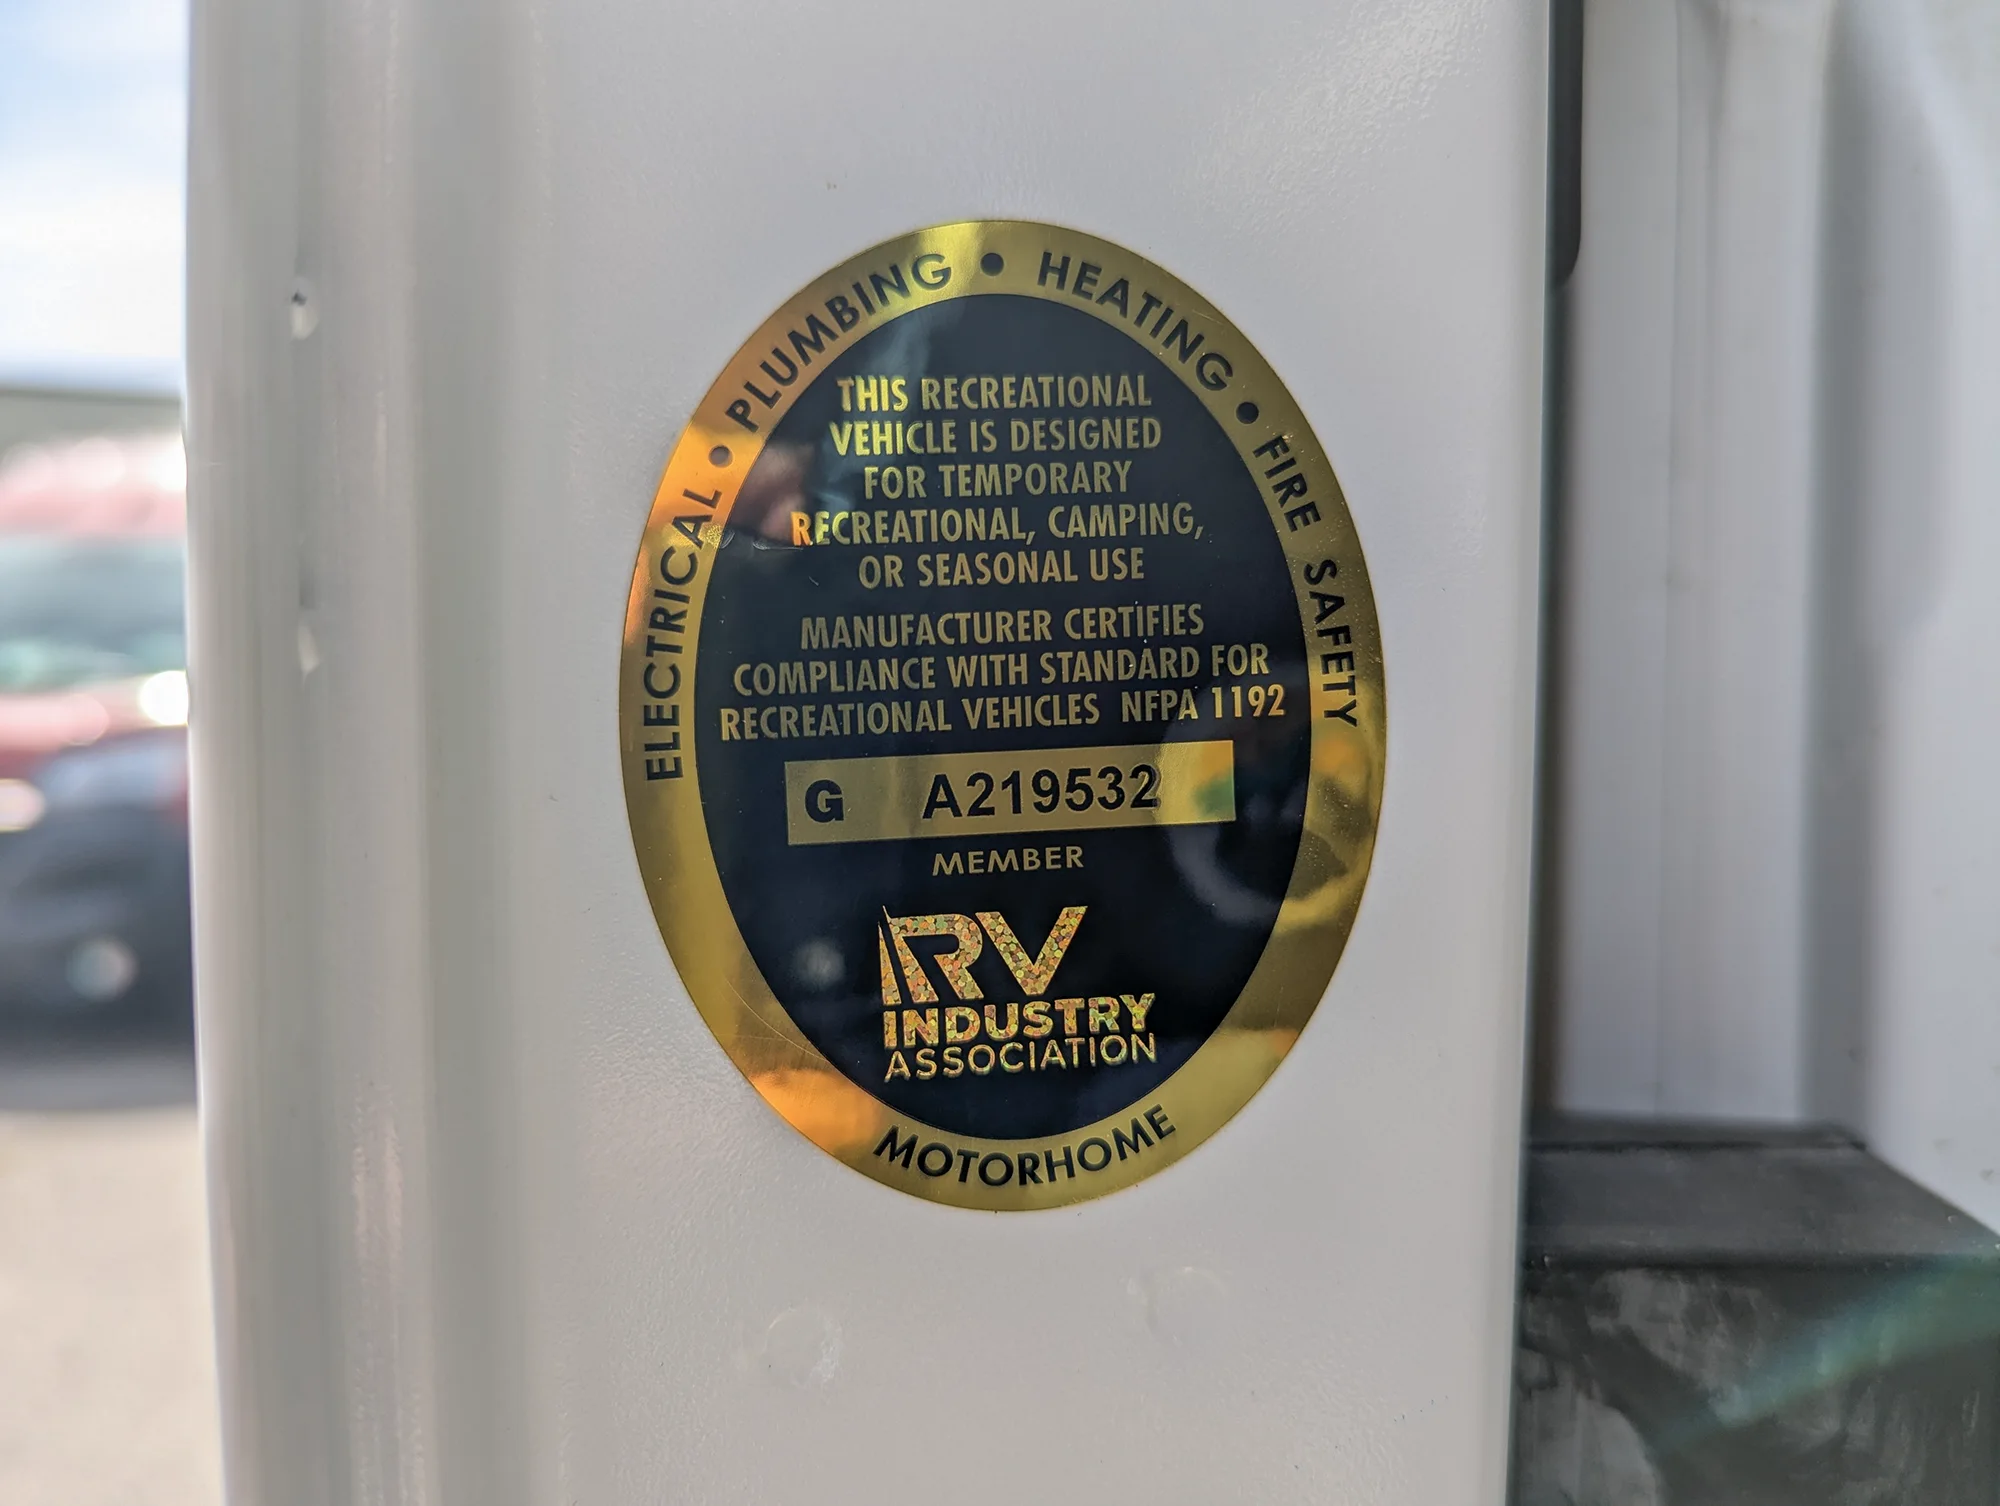 ELECTRICAL • PLUMBING • HEATING • FIRE SAFETY
THIS RECREATIONAL
VEHICLE IS DESIGNED
FOR TEMPORARY
RECREATIONAL, CAMPING,
OR SEASONAL USE
MANUFACTURER CERTIFIES
COMPLIANCE WITH STANDARD FOR
RECREATIONAL VEHICLES NFPA 1192
G A219532
MEMBER
RV
INDUSTRY
ASSOCIATION
MOTORHOME